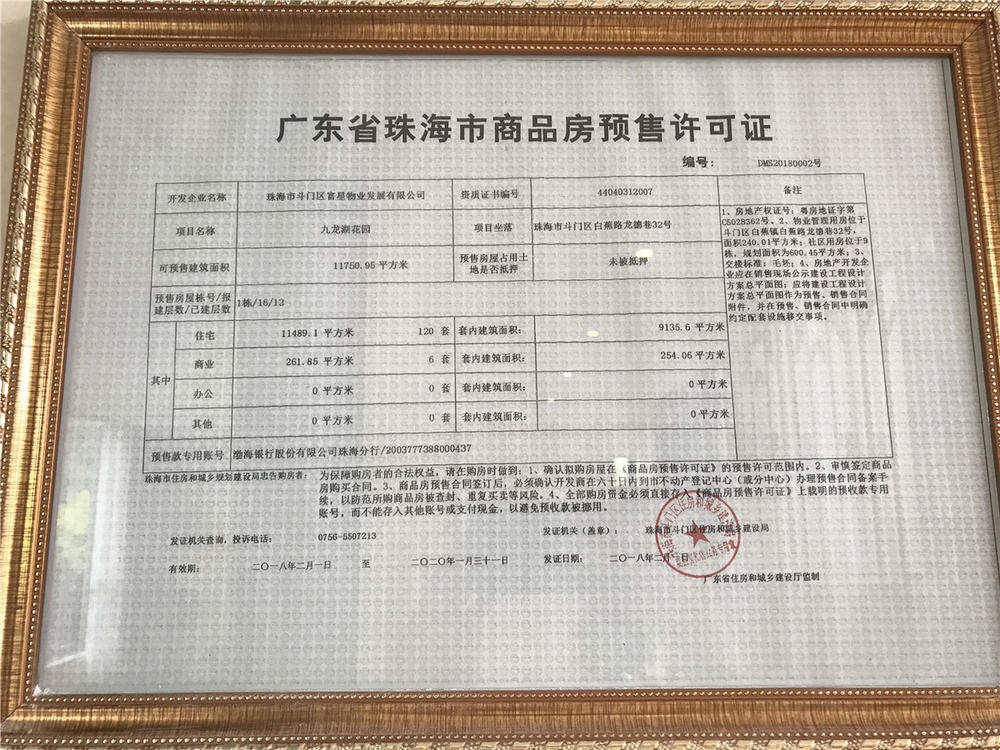 广东省珠海市商品房预售许可证
编号： DMS20180002号
开发企业名称 珠海市斗门区富星物业发展有限公司 资质证书编号 44040312007 备注
项目名称 九龙湖花园 项目坐落 珠海市斗门区白蕉路龙德巷32号
可预售建筑面积 11750.95 平方米 预售房屋占用土
地是否抵押 未被抵押
1、房地产权证号：粤房地证字第
C5028362号。2、物业管理用房位于
斗门区白蕉镇白蕉路龙德巷32号，
面积240.01平方米；社区用房位于9
栋，规划面积为600.45平方米；3、
交楼标准：毛坯；4、房地产开发企
业应在销售现场公示建设工程设计
方案总平面图；应将建设工程设计
方案总平面图作为预售、销售合同
附件，并在预售、销售合同中明确
约定配套设施移交事项。
预售房屋栋号/报
建层数/已建层数 1栋/16/12
其中
住宅 11489.1 平方米 120 套 套内建筑面积： 9135.6 平方米
商业 261.85 平方米 6 套 套内建筑面积： 254.06 平方米
办公 0 平方米 0 套 套内建筑面积： 0 平方米
其他 0 平方米 0 套 套内建筑面积： 0 平方米
预售款专用账号 渤海银行股份有限公司珠海分行/2003777388000437
珠海市住房和城乡规划建设局忠告购房者： 为保障购房者的合法权益，请在购房时做到：1、确认拟购房屋在《商品房预售许可证》的预售许可范围内。2、审慎签定商品
房购买合同。3、商品房预售合同签订后，必须确认开发商在六十日内到市不动产登记中心（或分中心）办理预售合同备案手
续，以防范所购商品房被查封、重复买卖等风险。4、全部购房资金必须直接存入《商品房预售许可证》上载明的预收款专用
账号，而不能存入其他账号或支付现金，以避免预收款被挪用。
发证机关查询，投诉电话： 0756-5507213 发证机关（盖章）： 珠海市斗门区住房和城乡建设局
有效期： 二〇一八年二月一日 至 二〇二〇年一月三十一日 发证日期： 二〇一八年二月一日
广东省住房和城乡建设厅监制